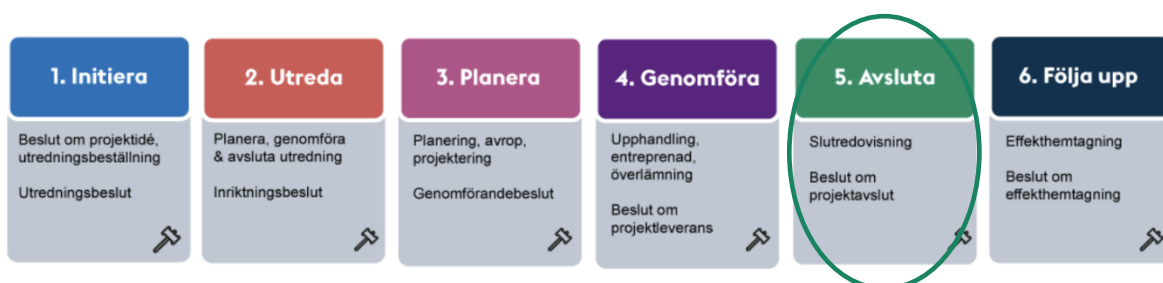 1. Initiera
Beslut om projektidé,
utredningsbeställning
Utredningsbeslut
2. Utreda
Planera, genomföra
& avsluta utredning
Inriktningsbeslut
3. Planera
Planering, avrop,
projektering
Genomförandebeslut
4. Genomföra
Upphandling,
entreprenad,
överlämning
Beslut om
projektleverans
5. Avsluta
Slutredovisning
Beslut om
projektavslut
6. Följa upp
Effekthemtagning
Beslut om
effekthemtagning